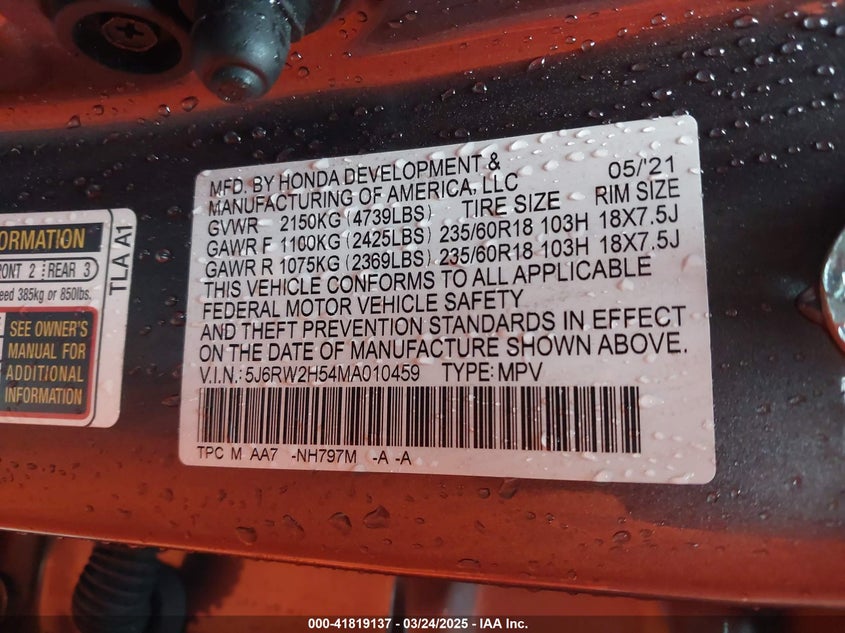 MFD. BY HONDA DEVELOPMENT & 05/'21
MANUFACTURING OF AMERICA, LLC
GVWR 2150KG (4739LBS) TIRE SIZE RIM SIZE
GAWR F 1100KG (2425LBS) 235/60R18 103H 18X7.5J
GAWR R 1075KG (2369LBS) 235/60R18 103H 18X7.5J
THIS VEHICLE CONFORMS TO ALL APPLICABLE
FEDERAL MOTOR VEHICLE SAFETY
AND THEFT PREVENTION STANDARDS IN EFFECT
ON THE DATE OF MANUFACTURE SHOWN ABOVE.
V.I.N.: 5J6RW2H54MA010459 TYPE: MPV
TPC M AA7 -NH797M -A -A
REAR 3
385kg or 850lbs.
TLA A1
SEE OWNER'S
MANUAL FOR
ADDITIONAL
INFORMATION
000-41819137 - 03/24/2025 - IAA Inc.